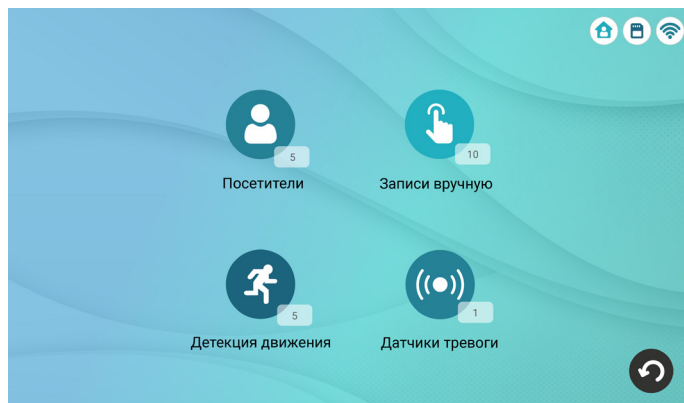 5
10
Посетители
Записи вручную
5
1
Детекция движения
Датчики тревоги